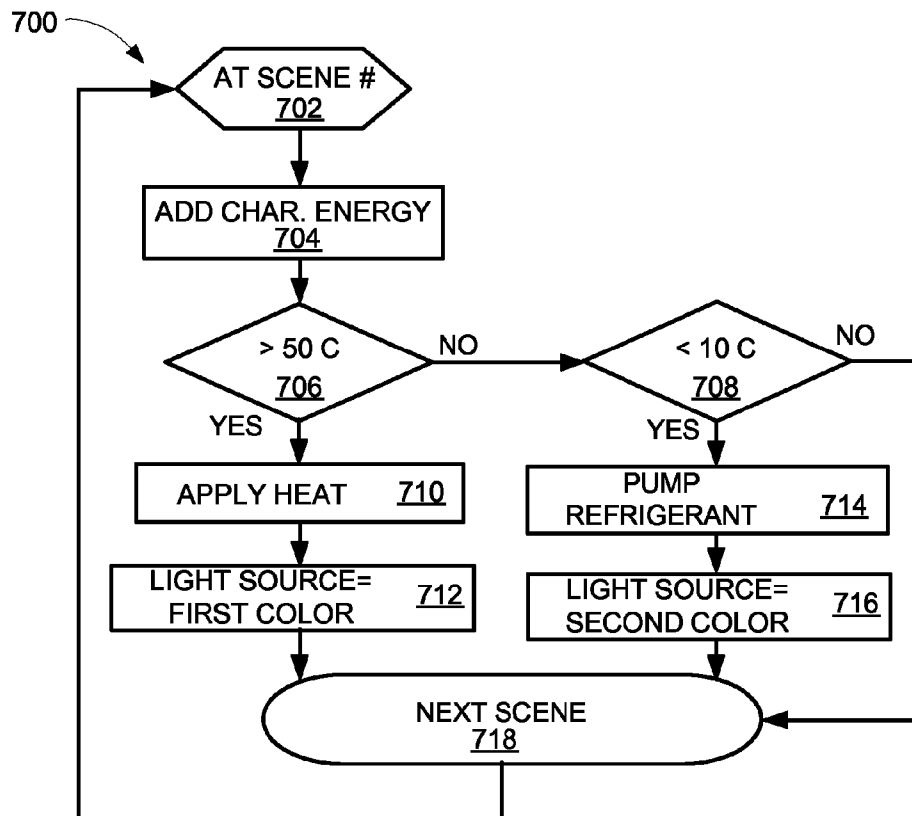 700
AT SCENE #
702
ADD CHAR. ENERGY
704
> 50 C
706
NO
YES
< 10 C
708
NO
YES
APPLY HEAT 710
PUMP
REFRIGERANT 714
LIGHT SOURCE=
FIRST COLOR 712
LIGHT SOURCE=
SECOND COLOR 716
NEXT SCENE
718